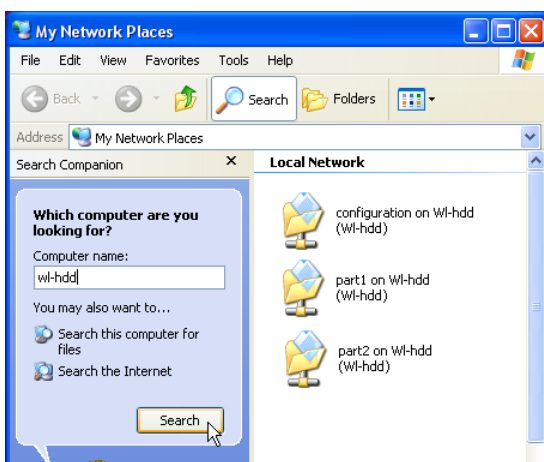 My Network Places
File Edit View Favorites Tools Help
Back Search Folders
Address My Network Places
Search Companion
Which computer are you
looking for?
Computer name:
wl-hdd
You may also want to...
Search this computer for
files
Search the Internet
Search
Local Network
configuration on Wl-hdd
(Wl-hdd)
part1 on Wl-hdd
(Wl-hdd)
part2 on Wl-hdd
(Wl-hdd)